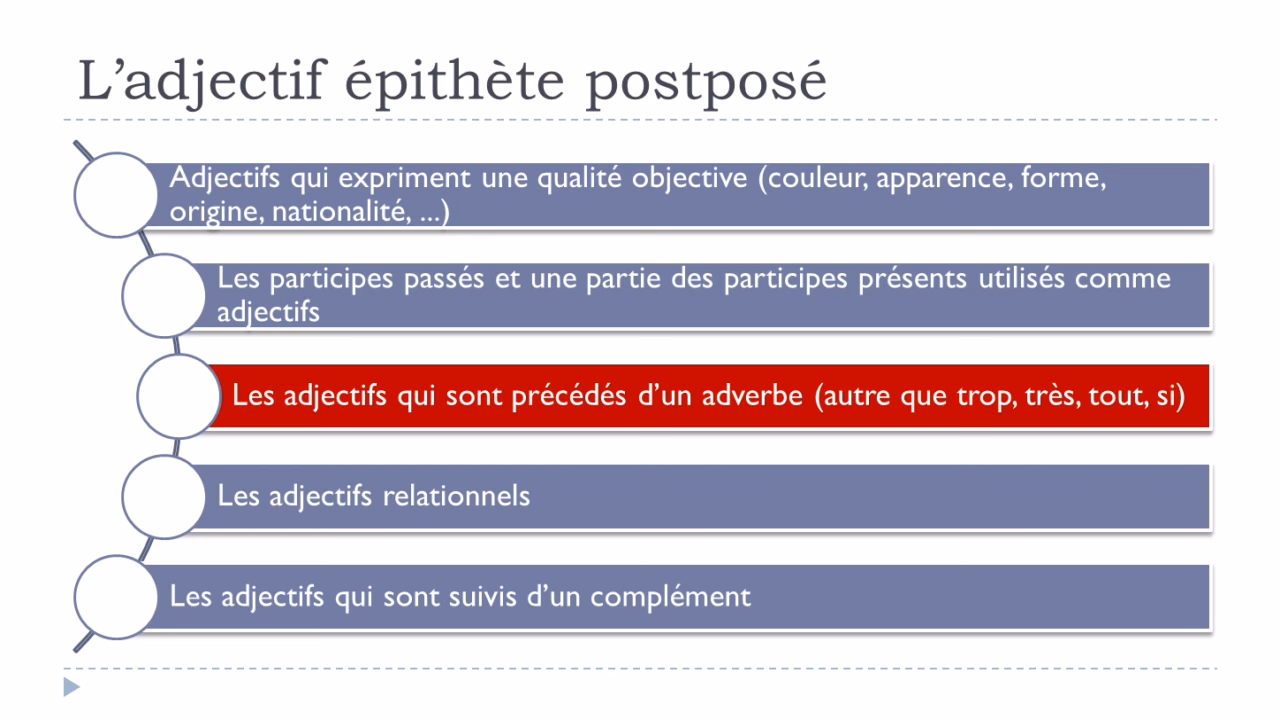 L’adjectif épithète postposé
Adjectifs qui expriment une qualité objective (couleur, apparence, forme,
origine, nationalité, ...)
Les participes passés et une partie des participes présents utilisés comme
adjectifs
Les adjectifs qui sont précédés d’un adverbe (autre que trop, très, tout, si)
Les adjectifs relationnels
Les adjectifs qui sont suivis d’un complément